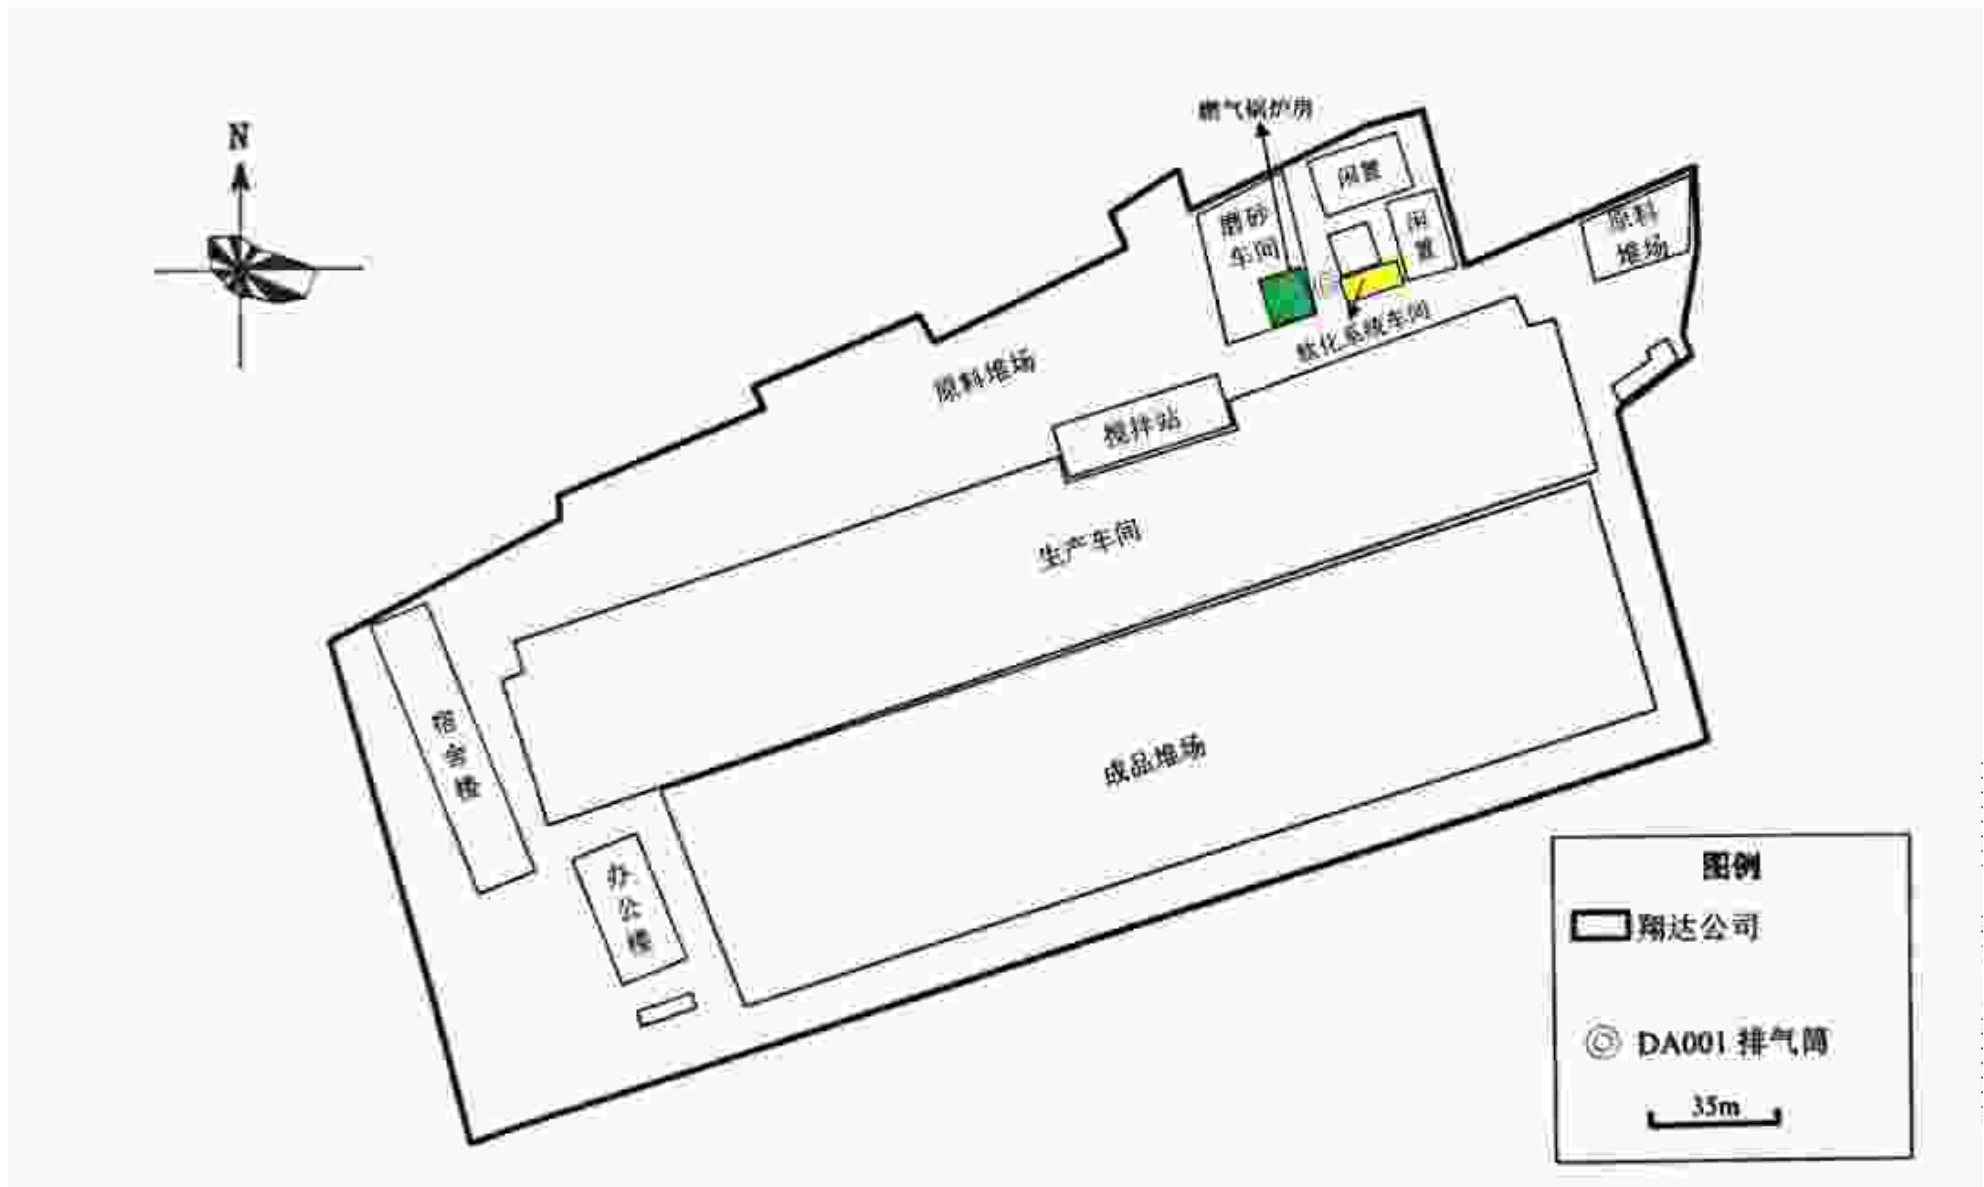 N
燃气锅炉房
闲置
磨砂
车间
闲
置
原料
堆场
软化系统车间
原料堆场
搅拌站
生产车间
宿
舍
楼
成品堆场
办
公
楼
图例
翔达公司
DA001 排气筒
35m